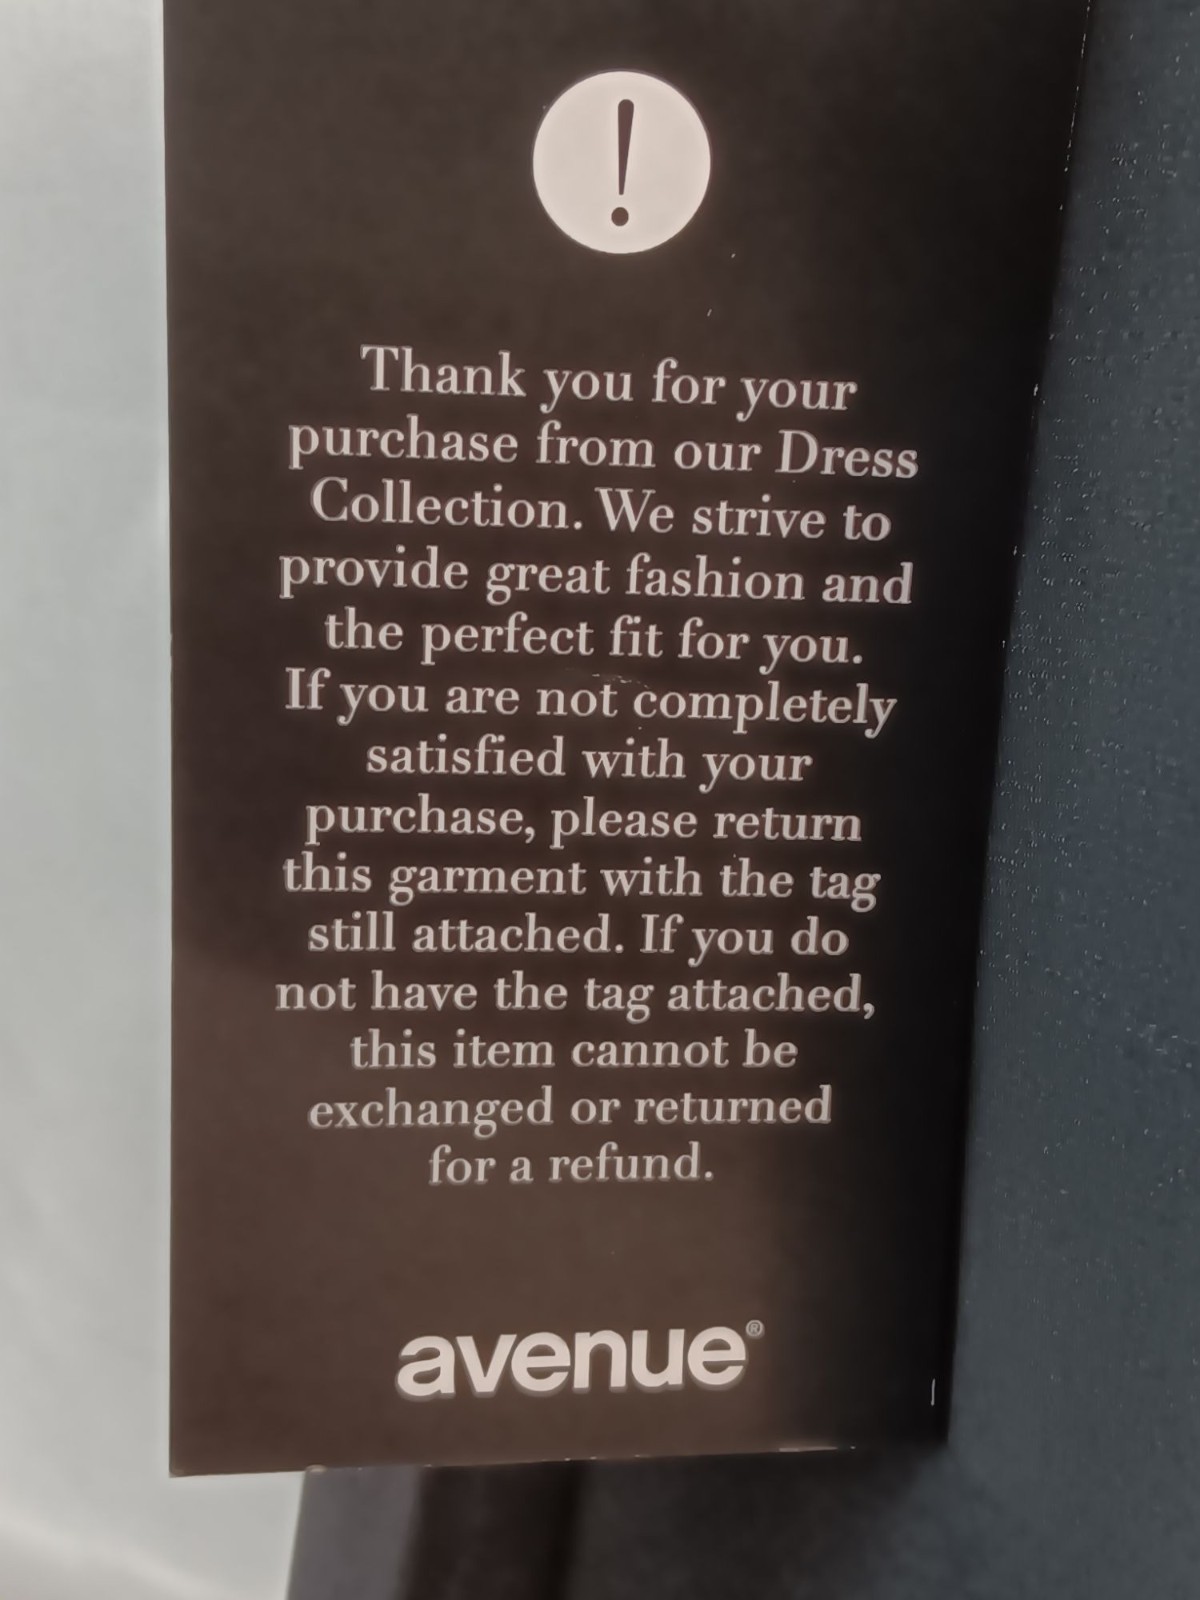 !
Thank you for your
purchase from our Dress
Collection. We strive to
provide great fashion and
the perfect fit for you.
If you are not completely
satisfied with your
purchase, please return
this garment with the tag
still attached. If you do
not have the tag attached,
this item cannot be
exchanged or returned
for a refund.
avenue®